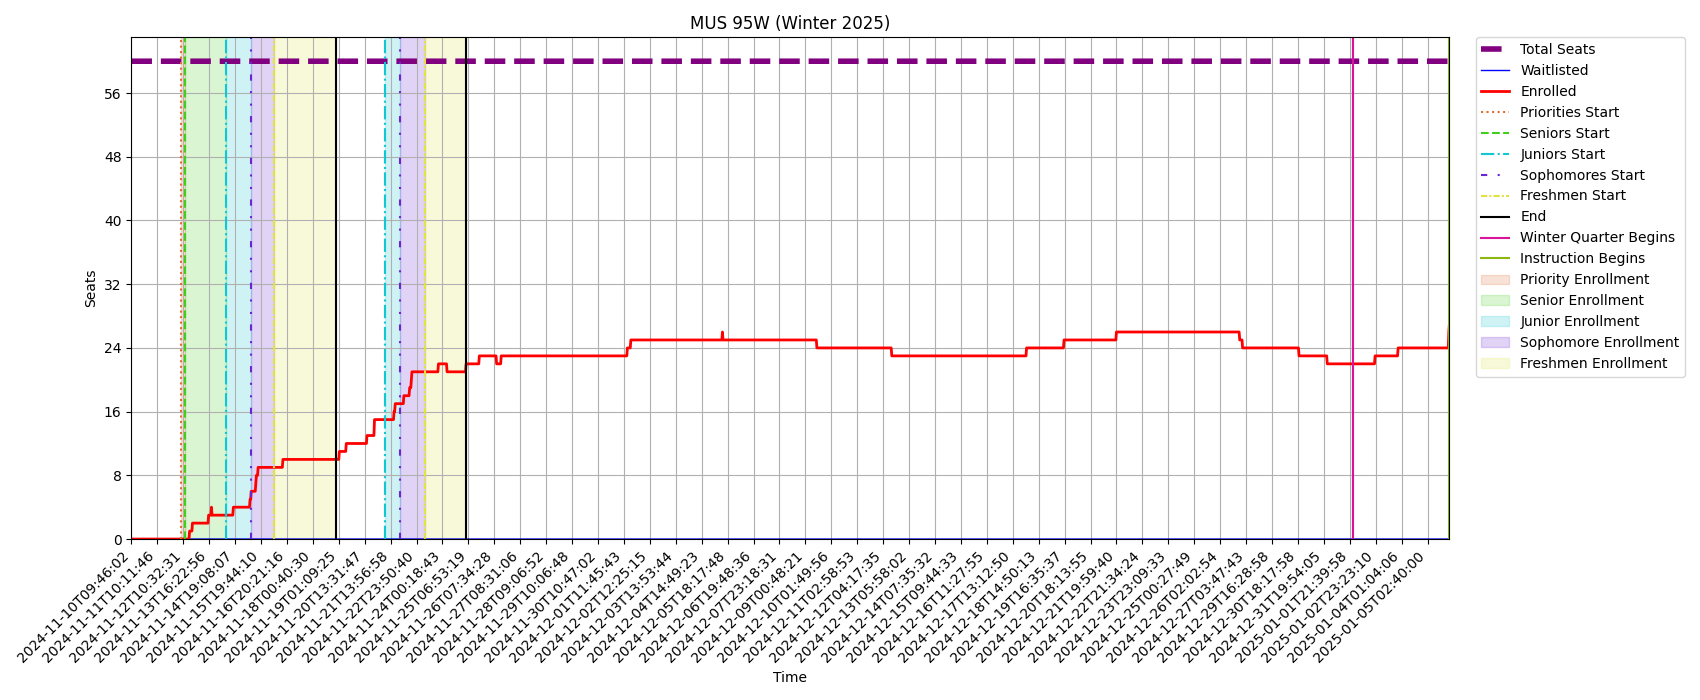 MUS 95W (Winter 2025)
Seats
56
48
40
32
24
16
8
0
2024-11-10T09:46:02
2024-11-11T10:11:46
2024-11-12T10:32:31
2024-11-13T16:22:56
2024-11-14T19:08:07
2024-11-15T19:44:10
2024-11-16T20:21:16
2024-11-18T00:40:30
2024-11-19T01:09:25
2024-11-20T13:31:47
2024-11-21T13:56:58
2024-11-22T23:50:40
2024-11-24T00:18:43
2024-11-25T06:53:19
2024-11-26T07:34:28
2024-11-27T08:31:06
2024-11-28T09:06:52
2024-11-29T10:06:48
2024-11-30T10:47:02
2024-12-01T11:45:43
2024-12-02T12:25:15
2024-12-03T13:53:44
2024-12-04T14:49:23
2024-12-05T18:17:48
2024-12-06T19:48:36
2024-12-07T23:18:31
2024-12-09T00:48:21
2024-12-10T01:49:56
2024-12-11T02:58:53
2024-12-12T04:17:35
2024-12-13T05:58:02
2024-12-14T07:35:32
2024-12-15T09:44:33
2024-12-16T11:27:55
2024-12-17T13:12:50
2024-12-18T14:50:13
2024-12-19T16:35:37
2024-12-20T18:13:55
2024-12-21T19:59:40
2024-12-22T21:34:24
2024-12-23T23:09:33
2024-12-25T00:27:49
2024-12-26T02:02:54
2024-12-27T03:47:43
2024-12-29T16:28:58
2024-12-30T18:17:58
2024-12-31T19:54:05
2025-01-01T21:39:58
2025-01-02T23:23:10
2025-01-04T01:04:06
2025-01-05T02:40:00
Time
Total Seats
Waitlisted
Enrolled
Priorities Start
Seniors Start
Juniors Start
Sophomores Start
Freshmen Start
End
Winter Quarter Begins
Instruction Begins
Priority Enrollment
Senior Enrollment
Junior Enrollment
Sophomore Enrollment
Freshmen Enrollment